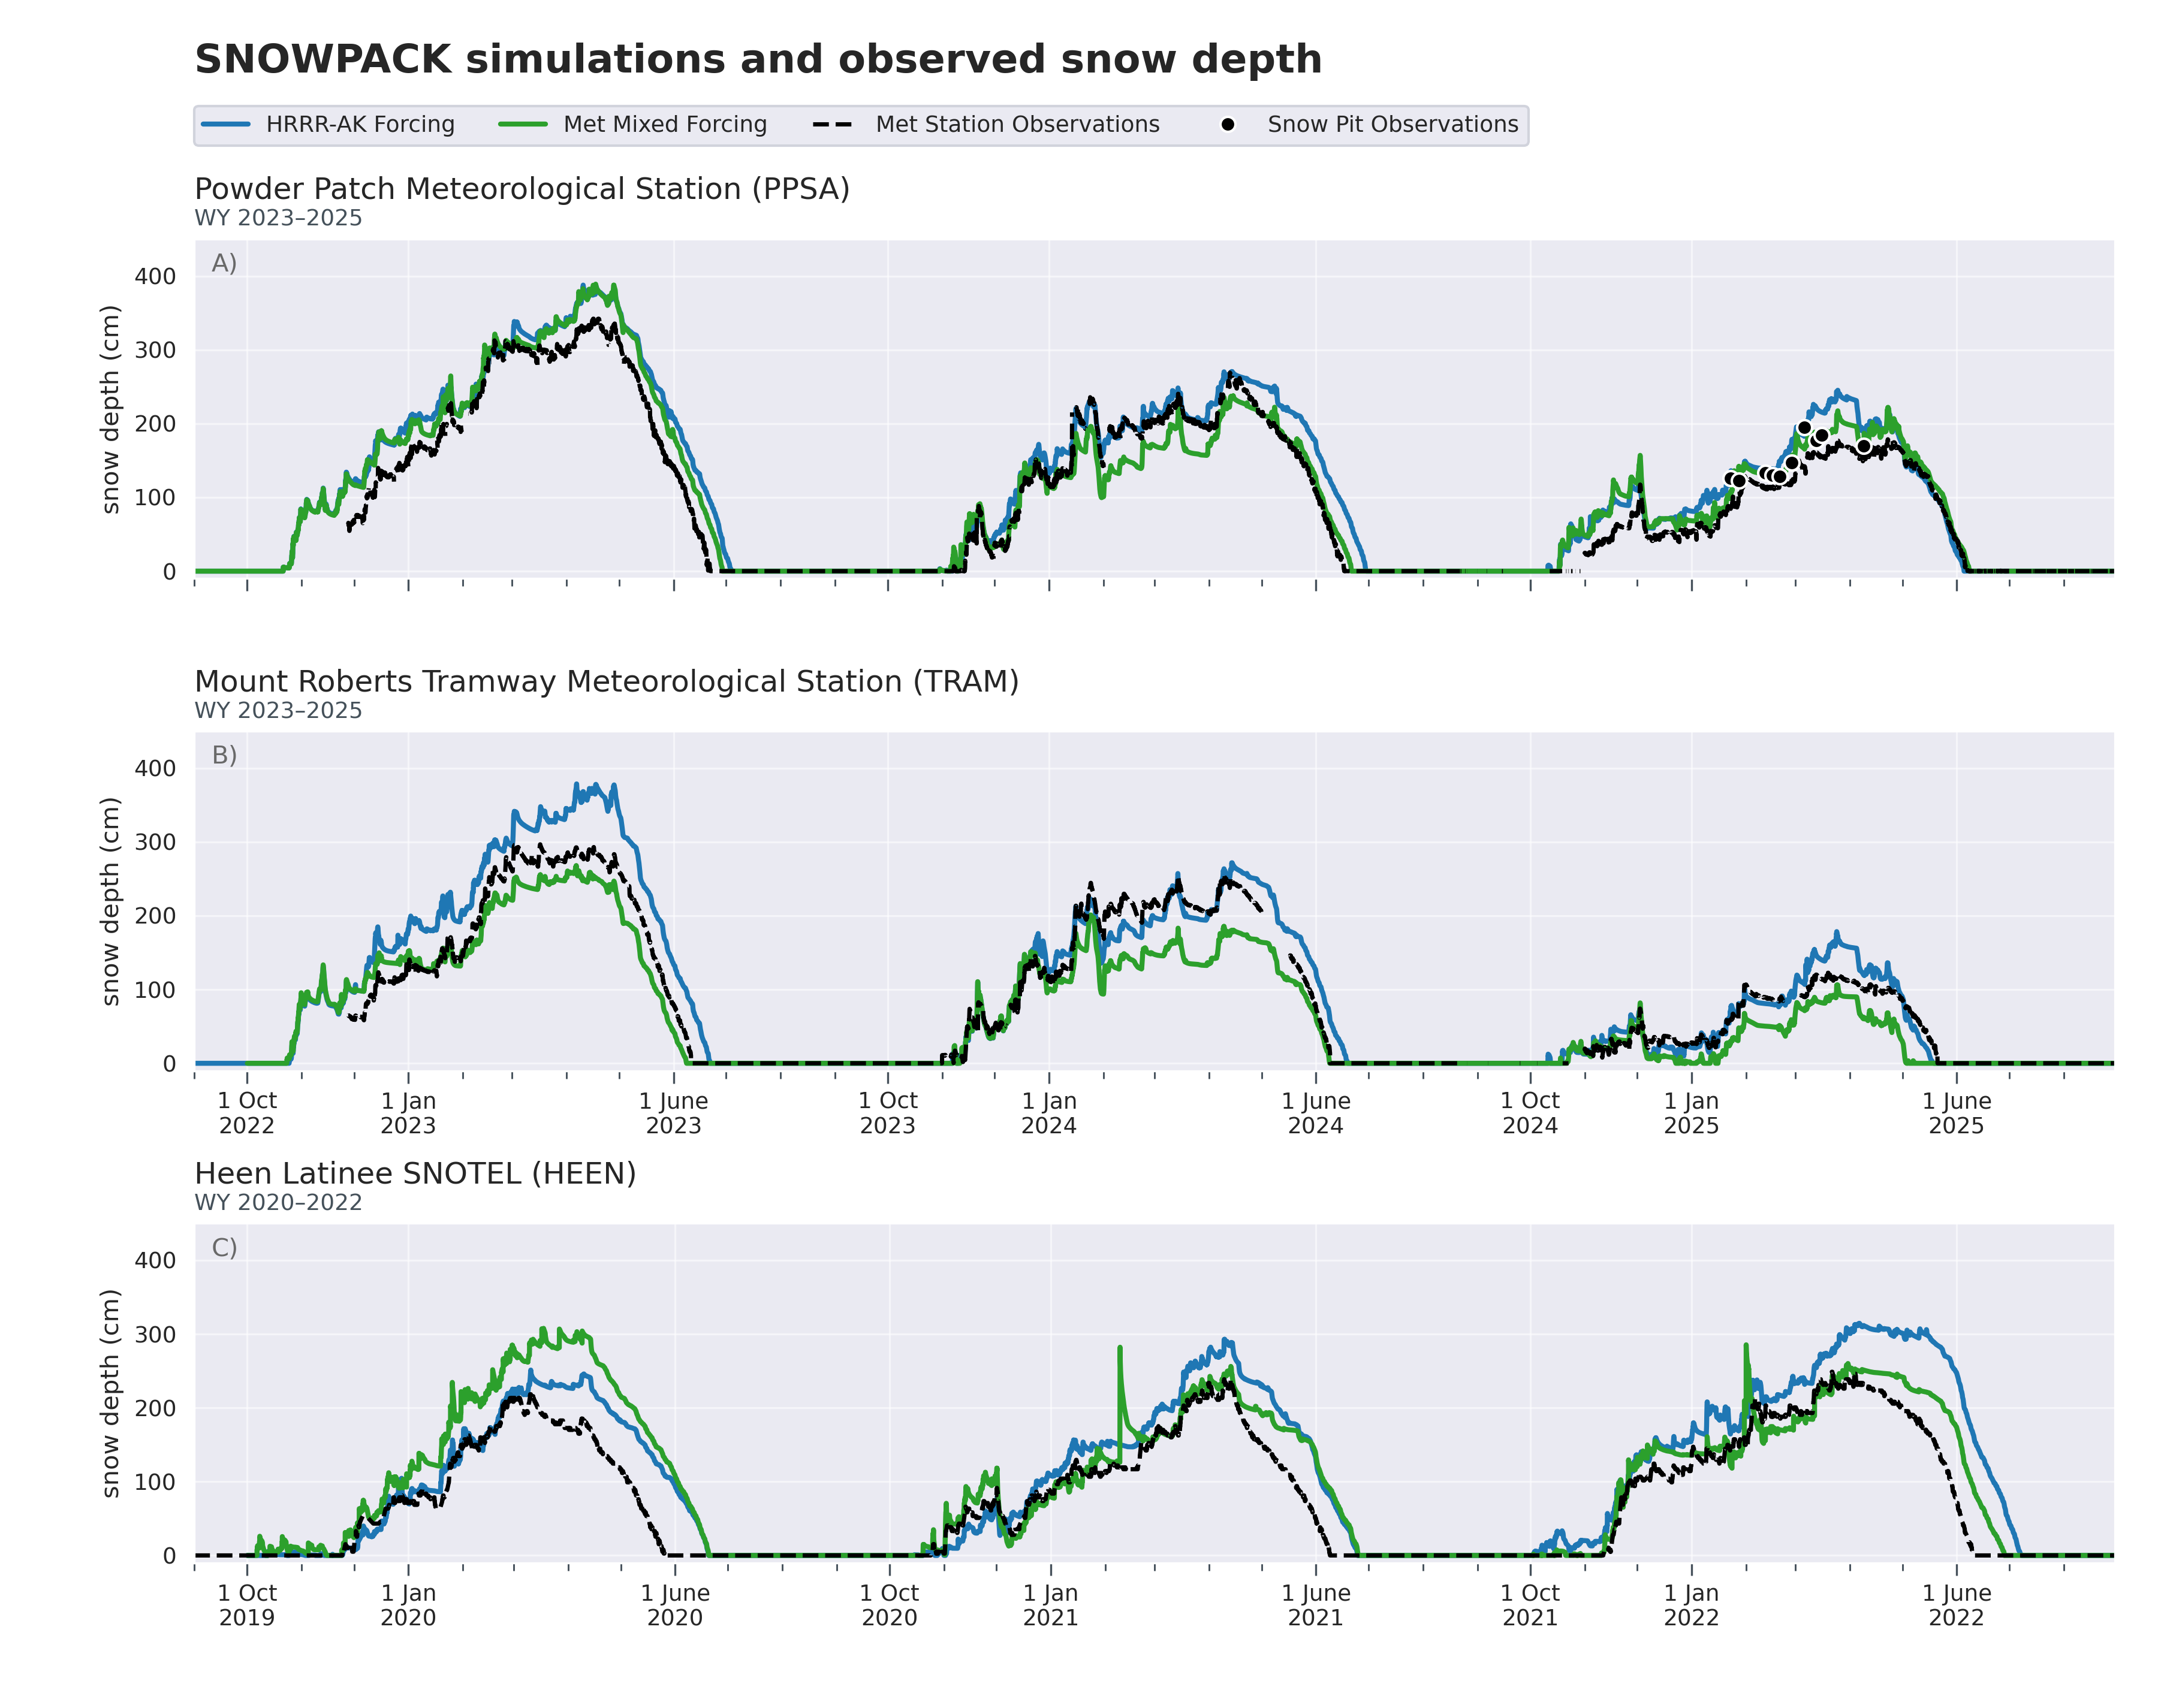 SNOWPACK simulations and observed snow depth
HRRR-AK Forcing Met Mixed Forcing Met Station Observations Snow Pit Observations
Powder Patch Meteorological Station (PPSA)
WY 2023–2025
A)
snow depth (cm)
400
300
200
100
0
Mount Roberts Tramway Meteorological Station (TRAM)
WY 2023–2025
B)
snow depth (cm)
400
300
200
100
0
1 Oct 1 Jan 1 June 1 Oct 1 Jan 1 June 1 Oct 1 Jan 1 June
2022 2023 2023 2023 2024 2024 2024 2025 2025
Heen Latinee SNOTEL (HEEN)
WY 2020–2022
C)
snow depth (cm)
400
300
200
100
0
1 Oct 1 Jan 1 June 1 Oct 1 Jan 1 June 1 Oct 1 Jan 1 June
2019 2020 2020 2020 2021 2021 2021 2022 2022